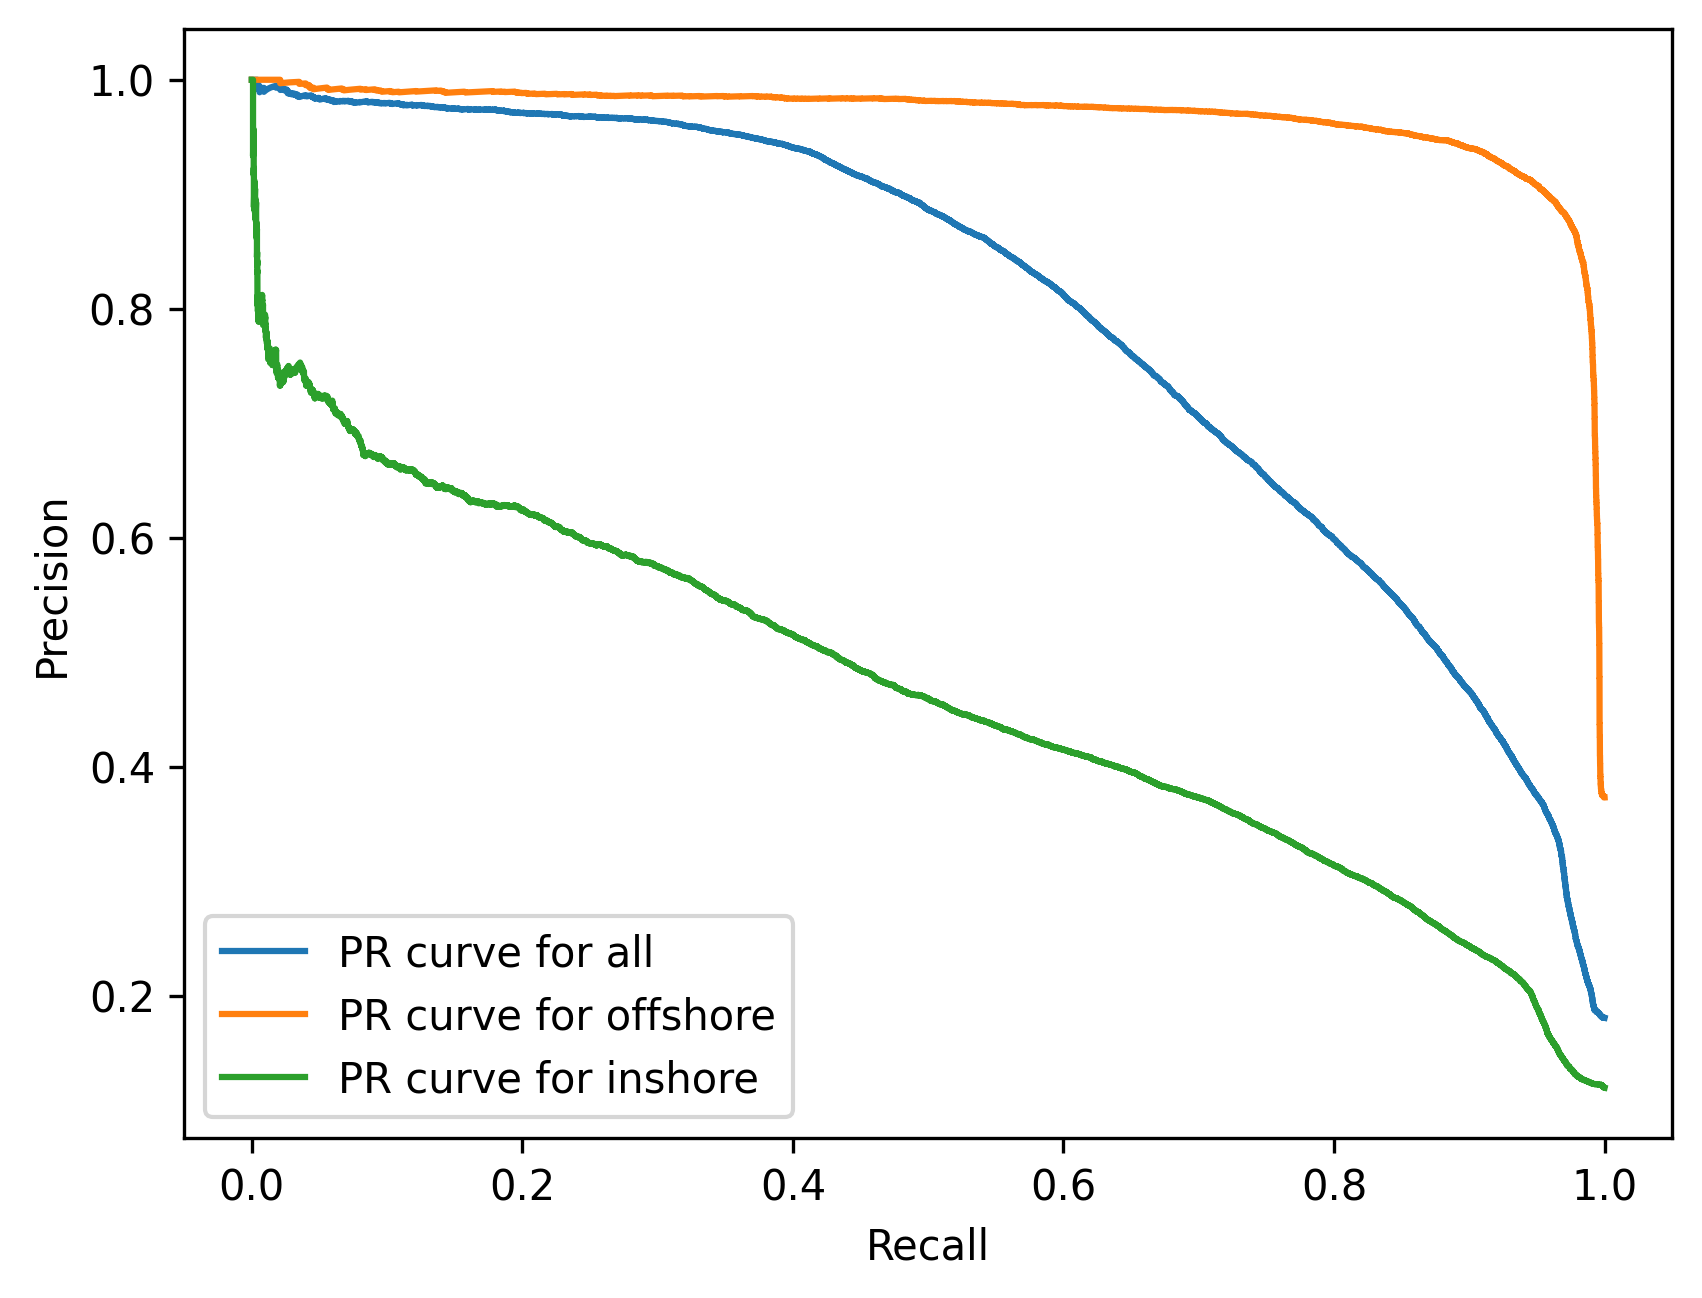 1.0
0.8
0.6
0.4
0.2
Precision
PR curve for all
PR curve for offshore
PR curve for inshore
0.0 0.2 0.4 0.6 0.8 1.0
Recall